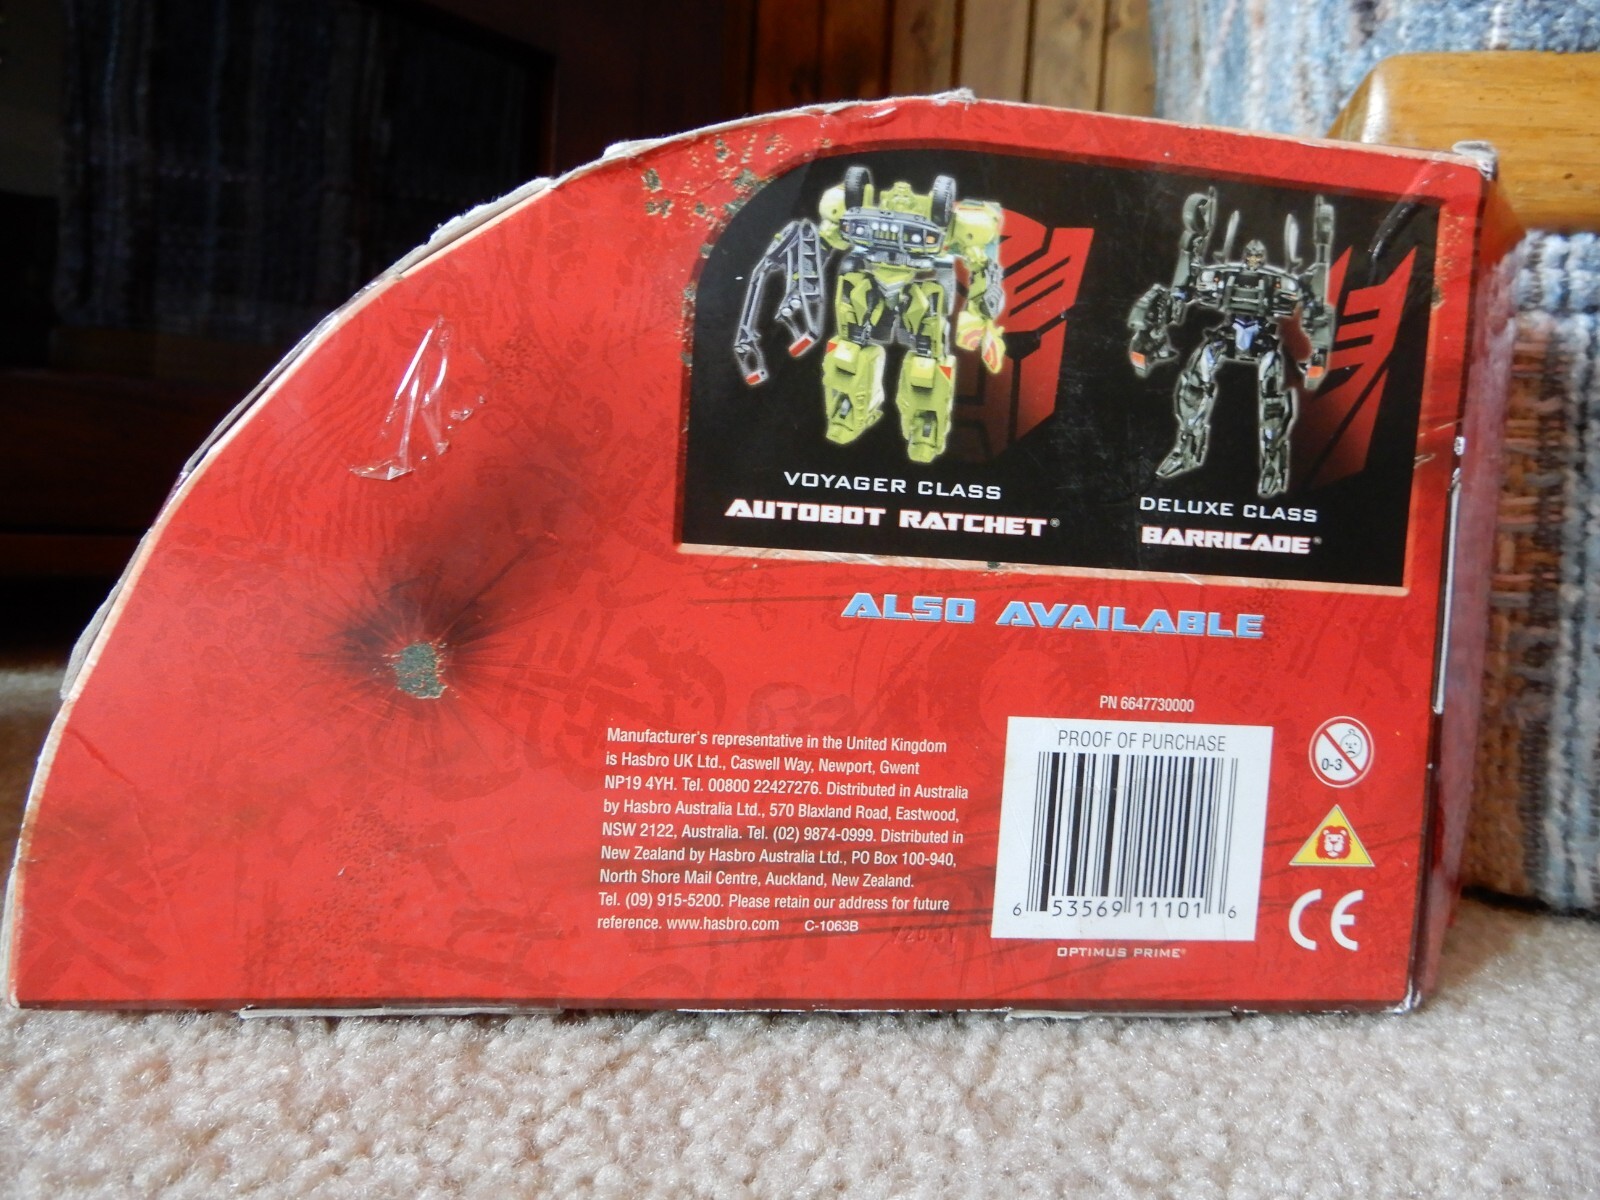 VOYAGER CLASS
AUTOBOT RATCHET®
DELUXE CLASS
BARRICADE®
ALSO AVAILABLE
Manufacturer's representative in the United Kingdom
is Hasbro UK Ltd., Caswell Way, Newport, Gwent
NP19 4YH. Tel. 00800 22427276. Distributed in Australia
by Hasbro Australia Ltd., 570 Blaxland Road, Eastwood,
NSW 2122, Australia. Tel. (02) 9874-0999. Distributed in
New Zealand by Hasbro Australia Ltd., PO Box 100-940,
North Shore Mail Centre, Auckland, New Zealand.
Tel. (09) 915-5200. Please retain our address for future
reference. www.hasbro.com C-1063B
PN 6647730000
PROOF OF PURCHASE
6 53569 11101 6
OPTIMUS PRIME®
0-3
CE